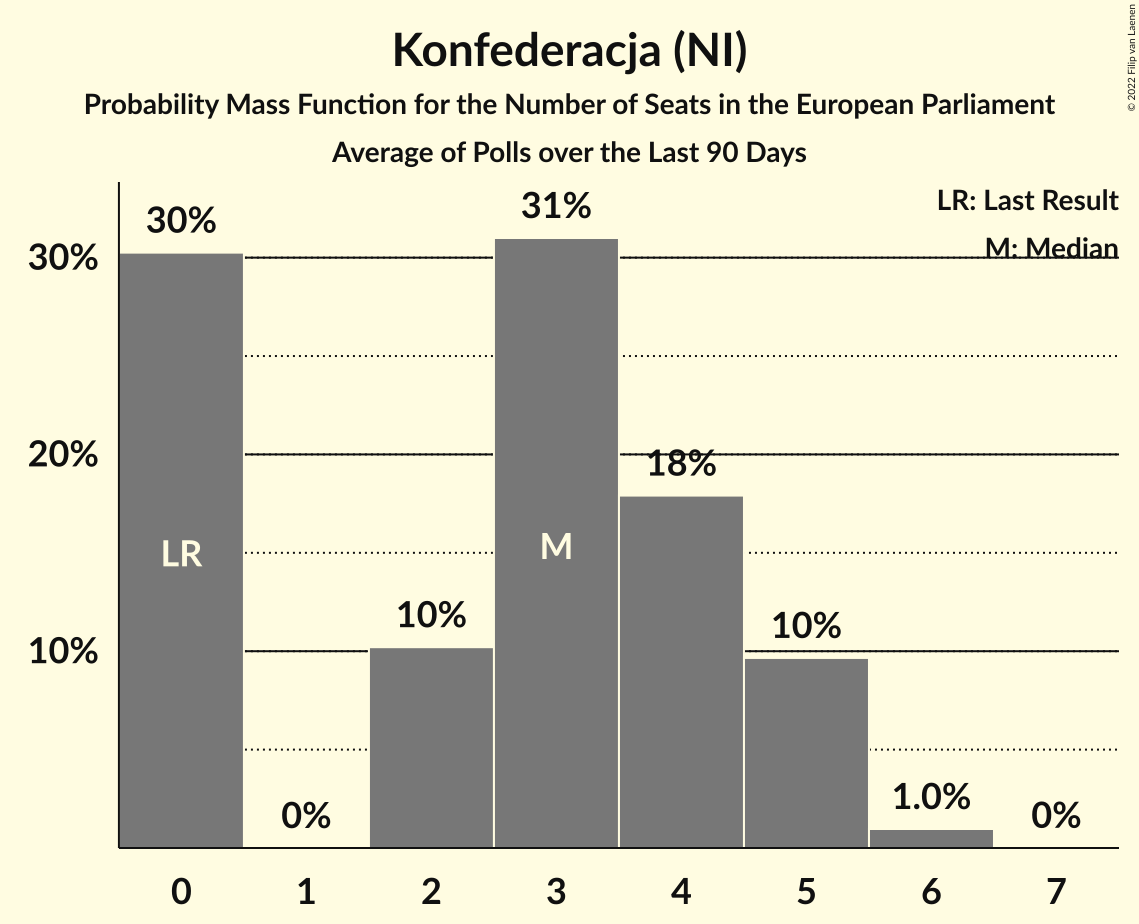 Konfederacja (NI)
Probability Mass Function for the Number of Seats in the European Parliament
Average of Polls over the Last 90 Days
© 2022 Filip van Laenen
LR: Last Result
M: Median
30%
20%
10%
30%
0%
10%
31%
18%
10%
1.0%
0%
LR
M
0 1 2 3 4 5 6 7